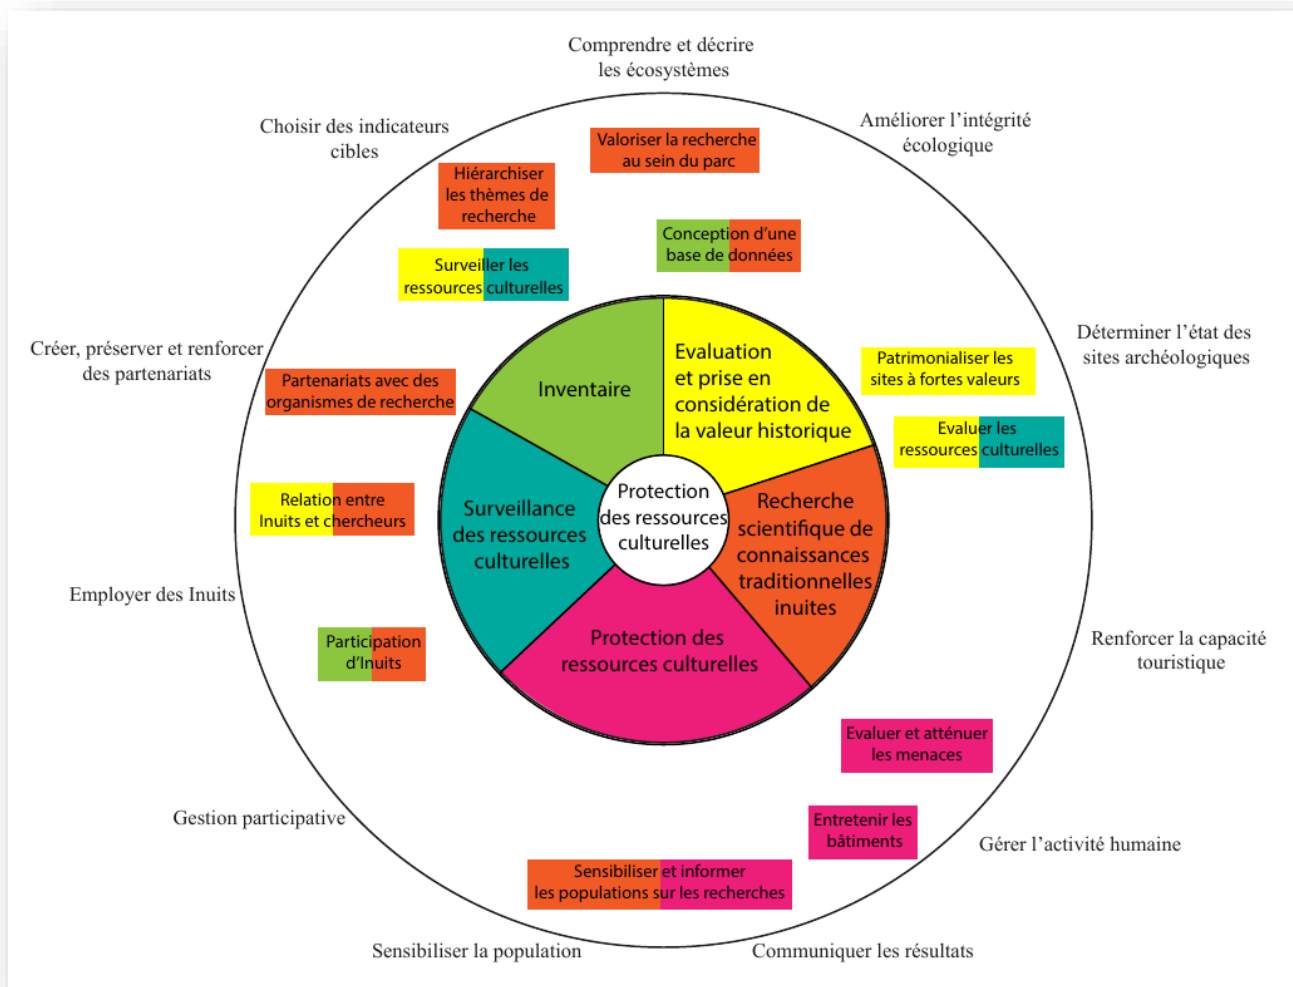 Comprendre et décrire
les écosystèmes
Améliorer l'intégrité
écologique
Choisir des indicateurs
cibles
Valoriser la recherche
au sein du parc
Hiérarchiser
les thèmes de
recherche
Conception d'une
base de données
Surveiller les
ressources culturelles
Déterminer l'état des
sites archéologiques
Créer, préserver et renforcer
des partenariats
Patrimonialiser les
sites à fortes valeurs
Partenariats avec des
organismes de recherche
Inventaire
Evaluation
et prise en
considération de
la valeur historique
Evaluer les
ressources culturelles
Relation entre
Inuits et chercheurs
Surveillance
des ressources
culturelles
Protection
des ressources
culturelles
Recherche
scientifique de
connaissances
traditionnelles
inuites
Employer des Inuits
Participation
d'Inuits
Protection des
ressources culturelles
Renforcer la capacité
touristique
Evaluer et atténuer
les menaces
Gestion participative
Entretenir les
bâtiments
Gérer l'activité humaine
Sensibiliser et informer
les populations sur les recherches
Sensibiliser la population
Communiquer les résultats